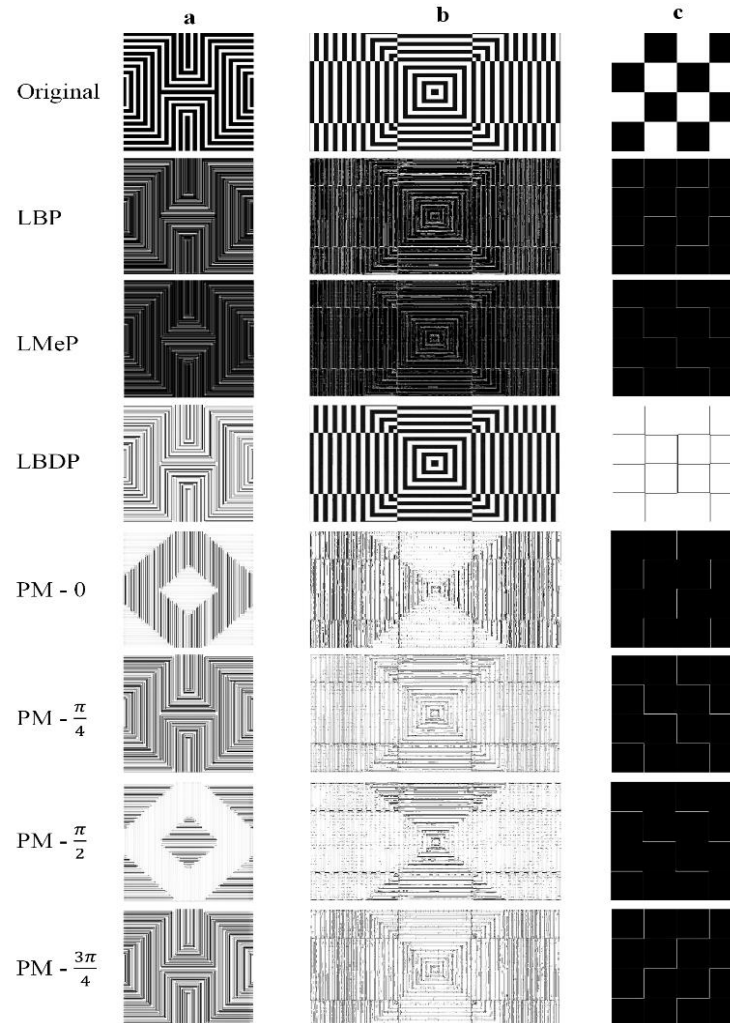 a b c
Original
LBP
LMeP
LBDP
PM - 0
PM - π/4
PM - π/2
PM - 3π/4